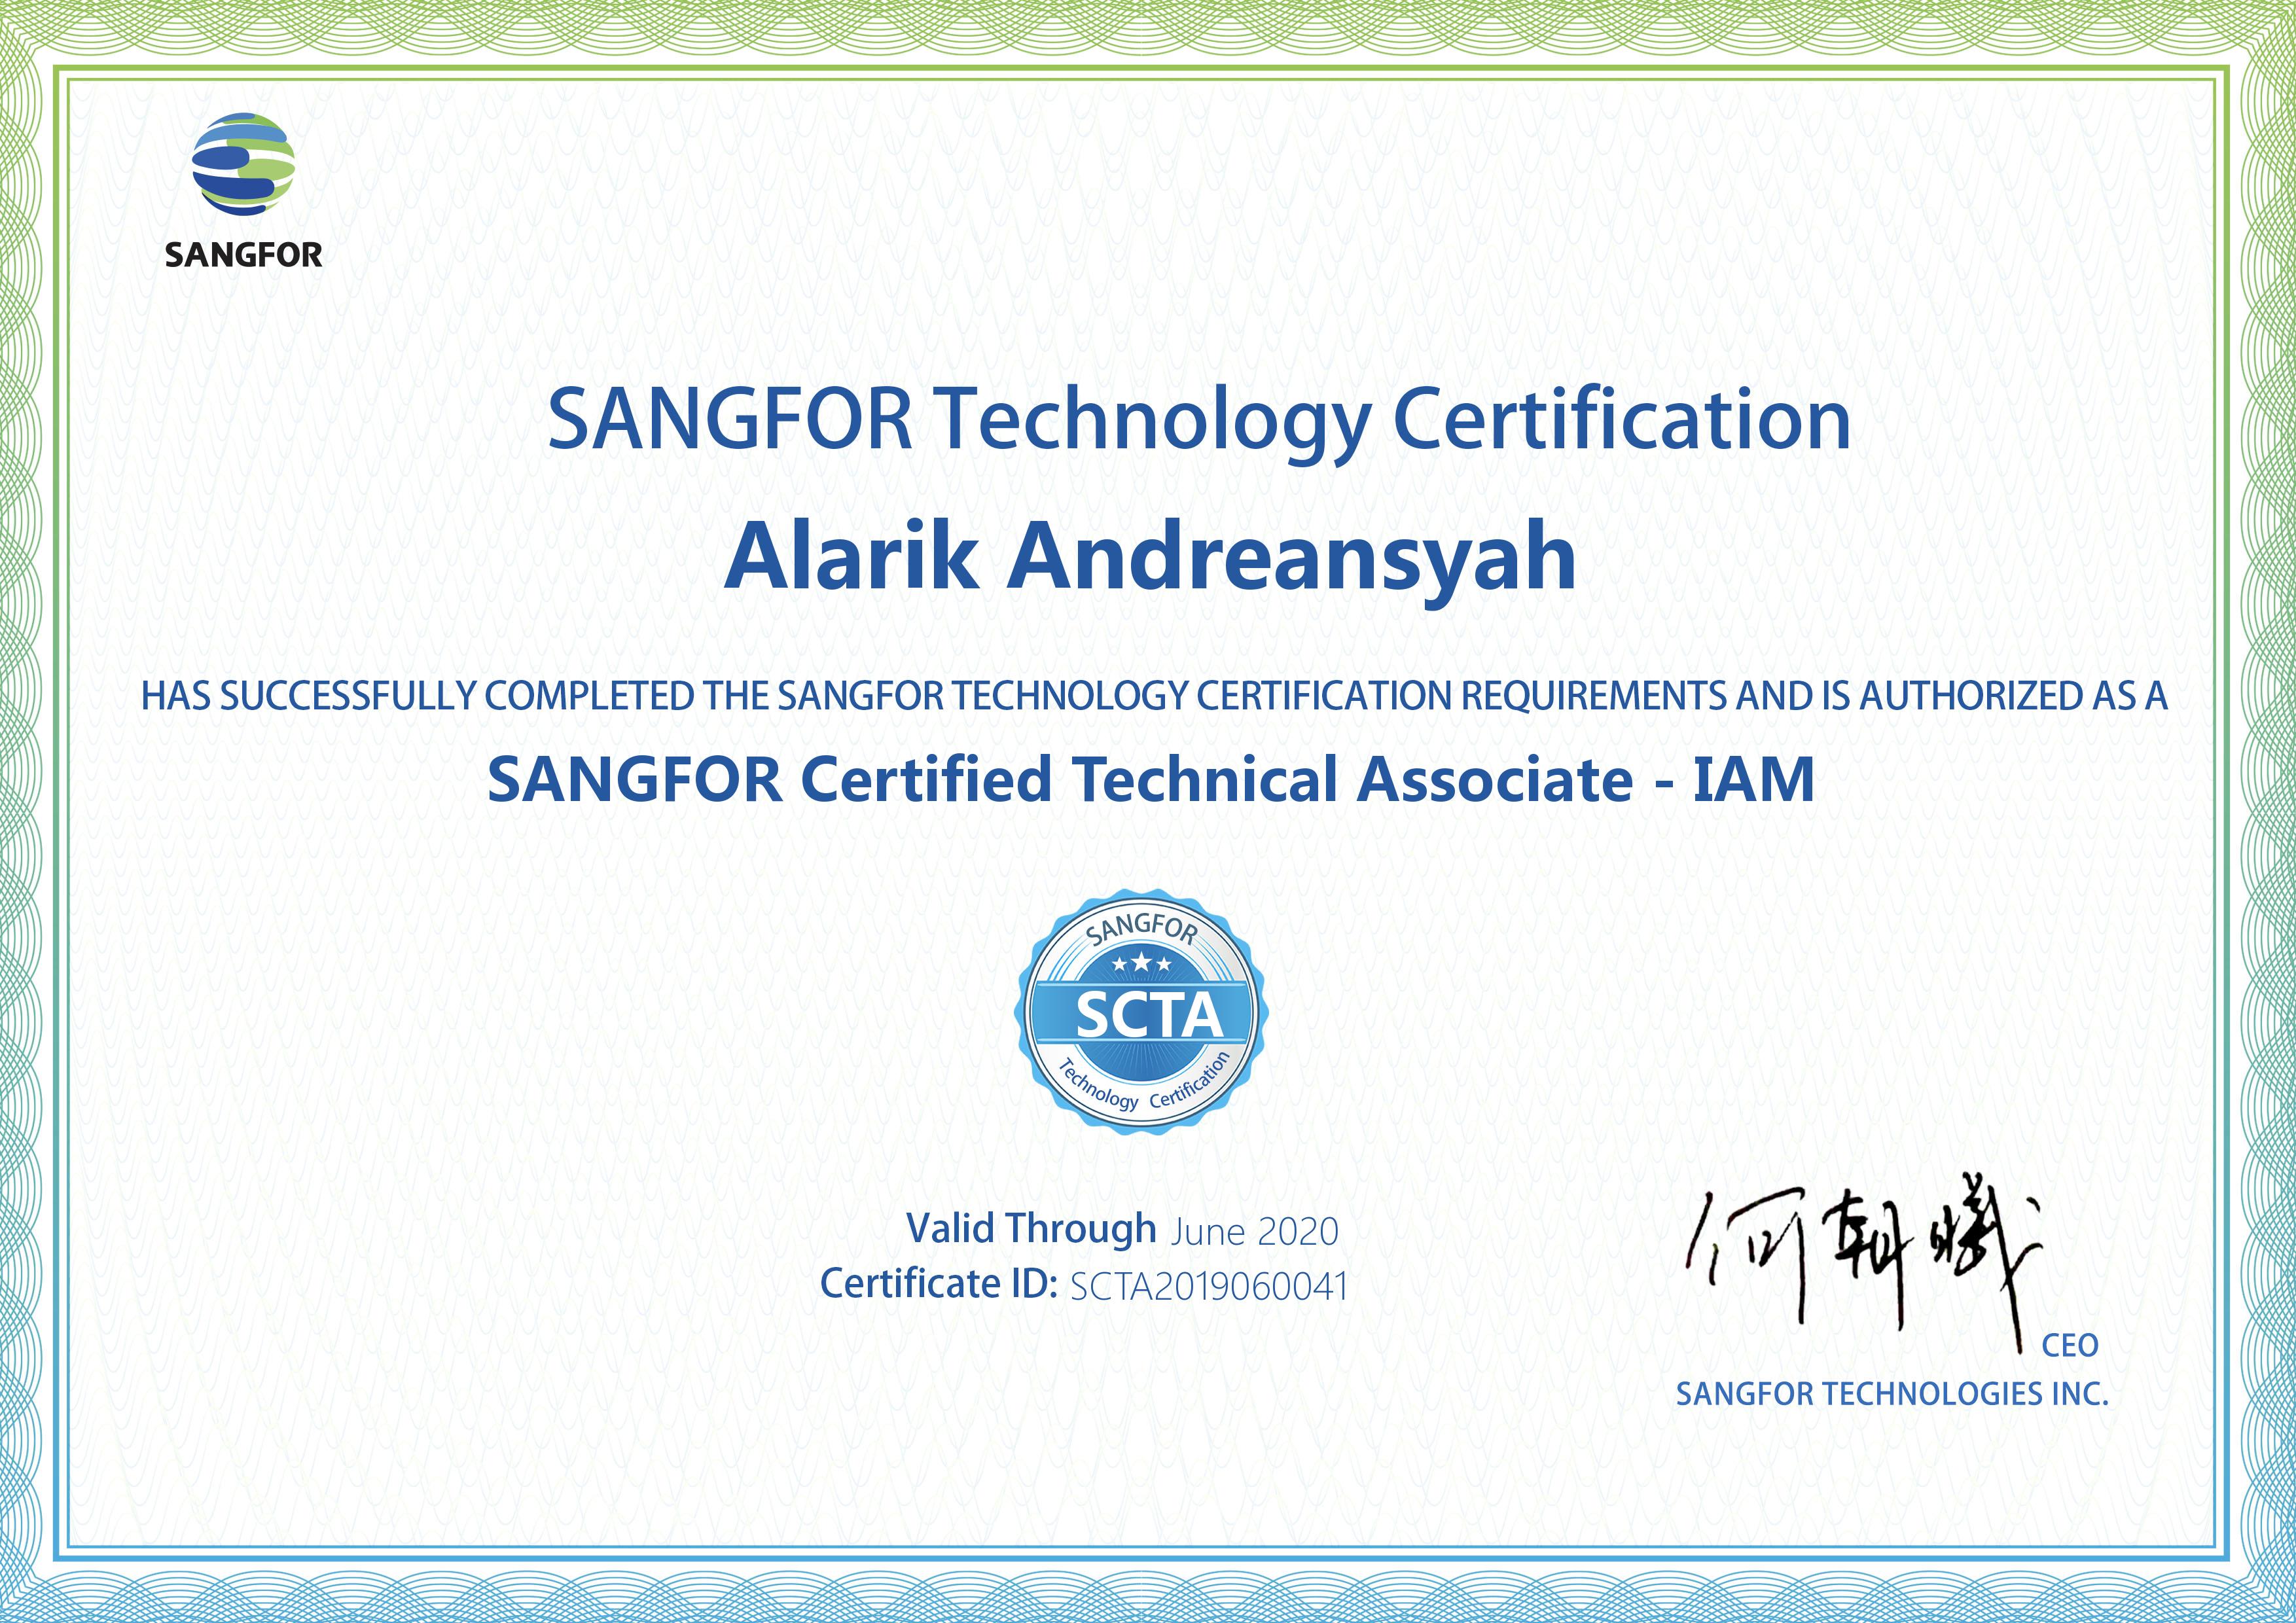 SANGFOR
SANGFOR Technology Certification
Alarik Andreansyah
HAS SUCCESSFULLY COMPLETED THE SANGFOR TECHNOLOGY CERTIFICATION REQUIREMENTS AND IS AUTHORIZED AS A
SANGFOR Certified Technical Associate - IAM
SANGFOR
SCTA
Technology Certification
Valid Through June 2020
Certificate ID: SCTA2019060041
何朝曦
CEO
SANGFOR TECHNOLOGIES INC.